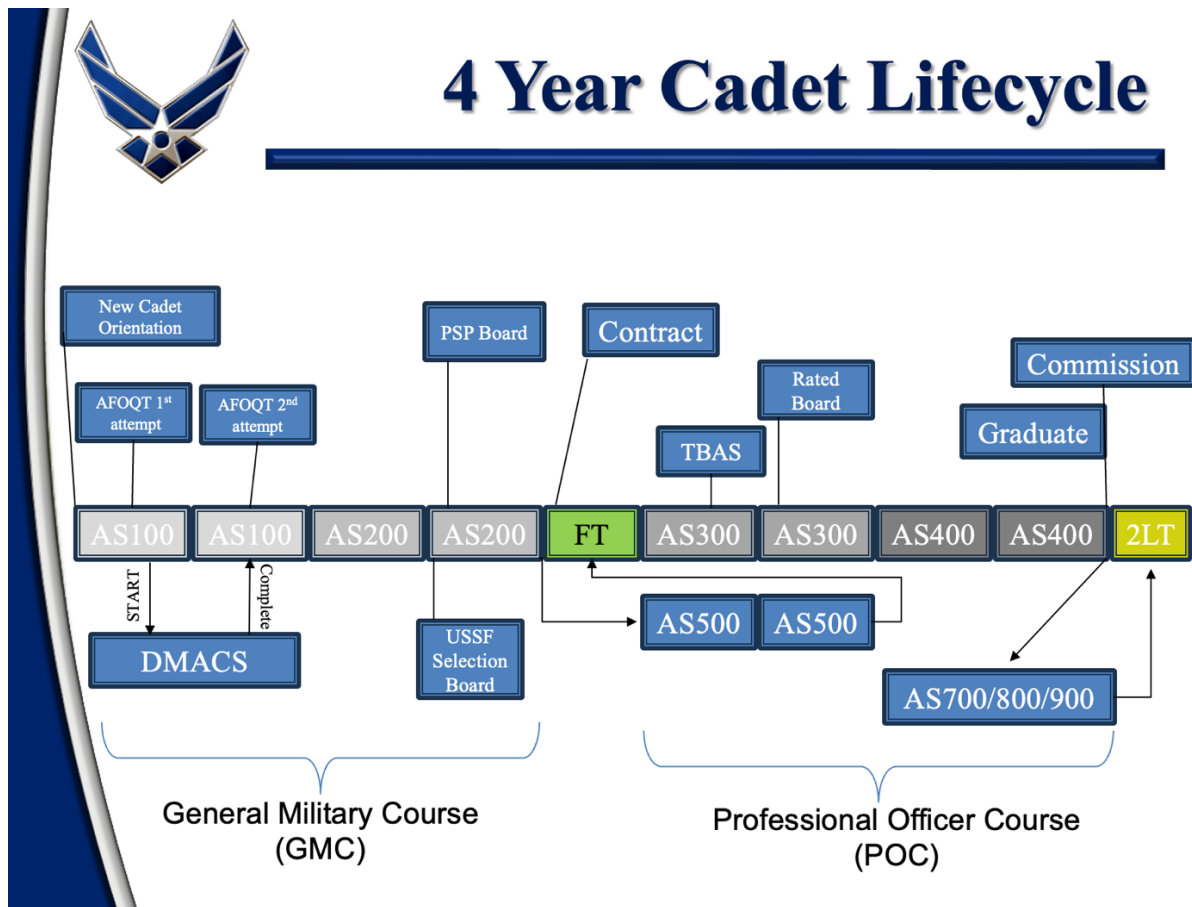 4 Year Cadet Lifecycle
New Cadet
Orientation
PSP Board
Contract
Commission
AFOQT 1st
attempt
AFOQT 2nd
attempt
Rated
Board
TBAS
Graduate
AS100
AS100
AS200
AS200
FT
AS300
AS300
AS400
AS400
2LT
START
Complete
DMACS
USSF
Selection
Board
AS500
AS500
AS700/800/900
General Military Course
(GMC)
Professional Officer Course
(POC)